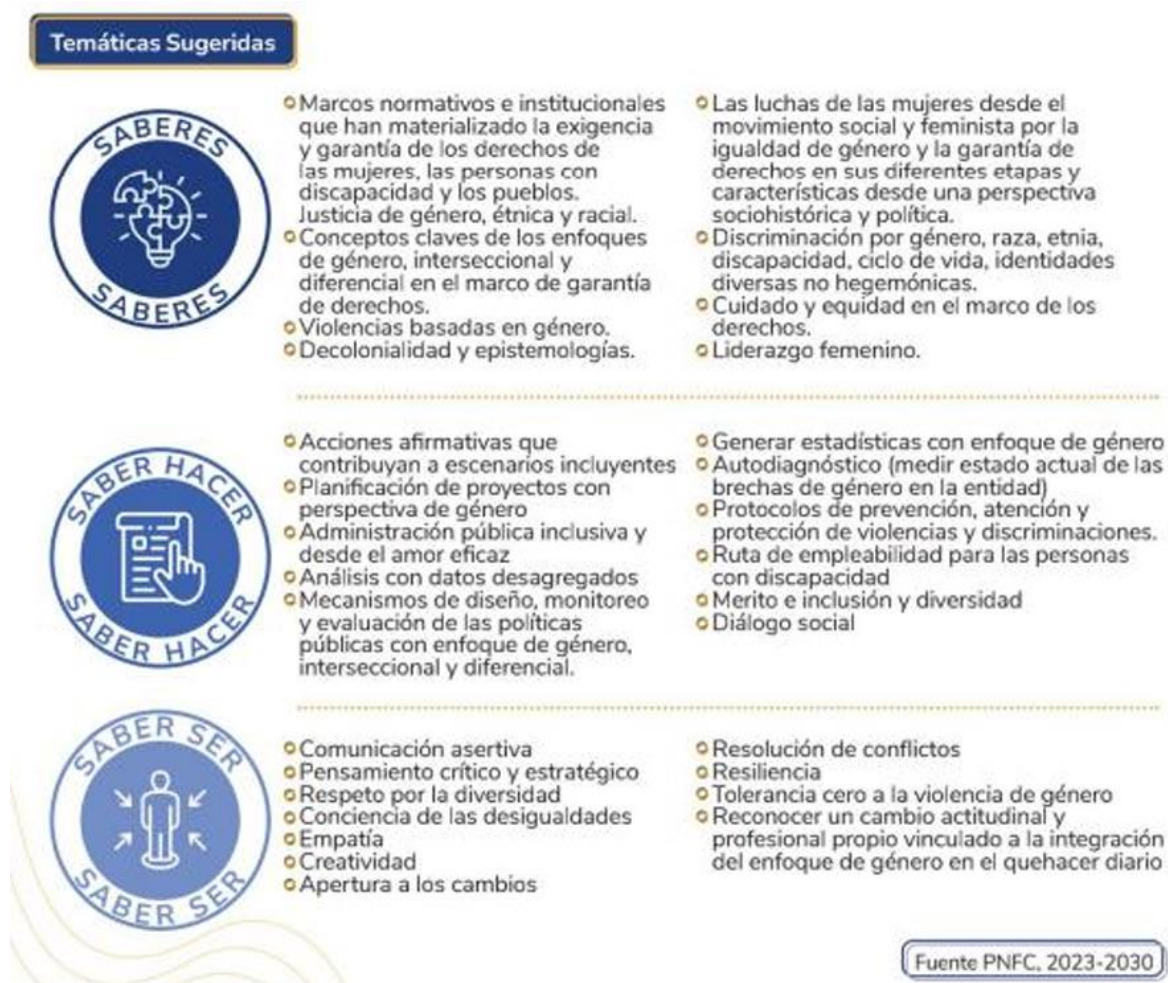 Temáticas Sugeridas
SABERES
SABERES
Marcos normativos e institucionales
que han materializado la exigencia
y garantía de los derechos de
las mujeres, las personas con
discapacidad y los pueblos.
Justicia de género, étnica y racial.
Conceptos claves de los enfoques
de género, interseccional y
diferencial en el marco de garantía
de derechos.
Violencias basadas en género.
Decolonialidad y epistemologías.
Las luchas de las mujeres desde el
movimiento social y feminista por la
igualdad de género y la garantía de
derechos en sus diferentes etapas y
características desde una perspectiva
sociohistórica y política.
Discriminación por género, raza, etnia,
discapacidad, ciclo de vida, identidades
diversas no hegemónicas.
Cuidado y equidad en el marco de los
derechos.
Liderazgo femenino.
SABER HACER
SABER HACER
Acciones afirmativas que
contribuyan a escenarios incluyentes
Planificación de proyectos con
perspectiva de género
Administración pública inclusiva y
desde el amor eficaz
Análisis con datos desagregados
Mecanismos de diseño, monitoreo
y evaluación de las políticas
públicas con enfoque de género,
interseccional y diferencial.
Generar estadísticas con enfoque de género
Autodiagnóstico (medir estado actual de las
brechas de género en la entidad)
Protocolos de prevención, atención y
protección de violencias y discriminaciones.
Ruta de empleabilidad para las personas
con discapacidad
Merito e inclusión y diversidad
Diálogo social
SABER SER
SABER SER
Comunicación asertiva
Pensamiento crítico y estratégico
Respeto por la diversidad
Conciencia de las desigualdades
Empatía
Creatividad
Apertura a los cambios
Resolución de conflictos
Resiliencia
Tolerancia cero a la violencia de género
Reconocer un cambio actitudinal y
profesional propio vinculado a la integración
del enfoque de género en el quehacer diario
Fuente PNFC, 2023-2030